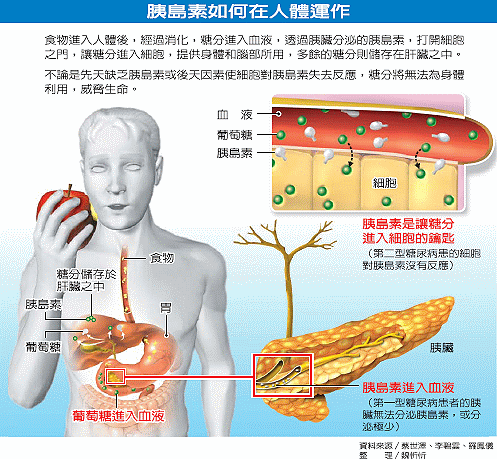 胰島素如何在人體運作
食物進入人體後，經過消化，糖分進入血液，透過胰臟分泌的胰島素，打開細胞
之門，讓糖分進入細胞，提供身體和腦部所用，多餘的糖分則儲存在肝臟之中。
不論是先天缺乏胰島素或後天因素使細胞對胰島素失去反應，糖分將無法為身體
利用，威脅生命。
血 液
葡萄糖
胰島素
細胞
胰島素是讓糖分
進入細胞的鑰匙
（第二型糖尿病患的細胞
對胰島素沒有反應）
食物
糖分儲存於
肝臟之中
胰島素
胃
葡萄糖
胰臟
葡萄糖進入血液
胰島素進入血液
（第一型糖尿病患者的胰
臟無法分泌胰島素，或分
泌極少）
資料來源／蔡世澤、李碧雲、羅鳳儀
整 理／魏忻忻